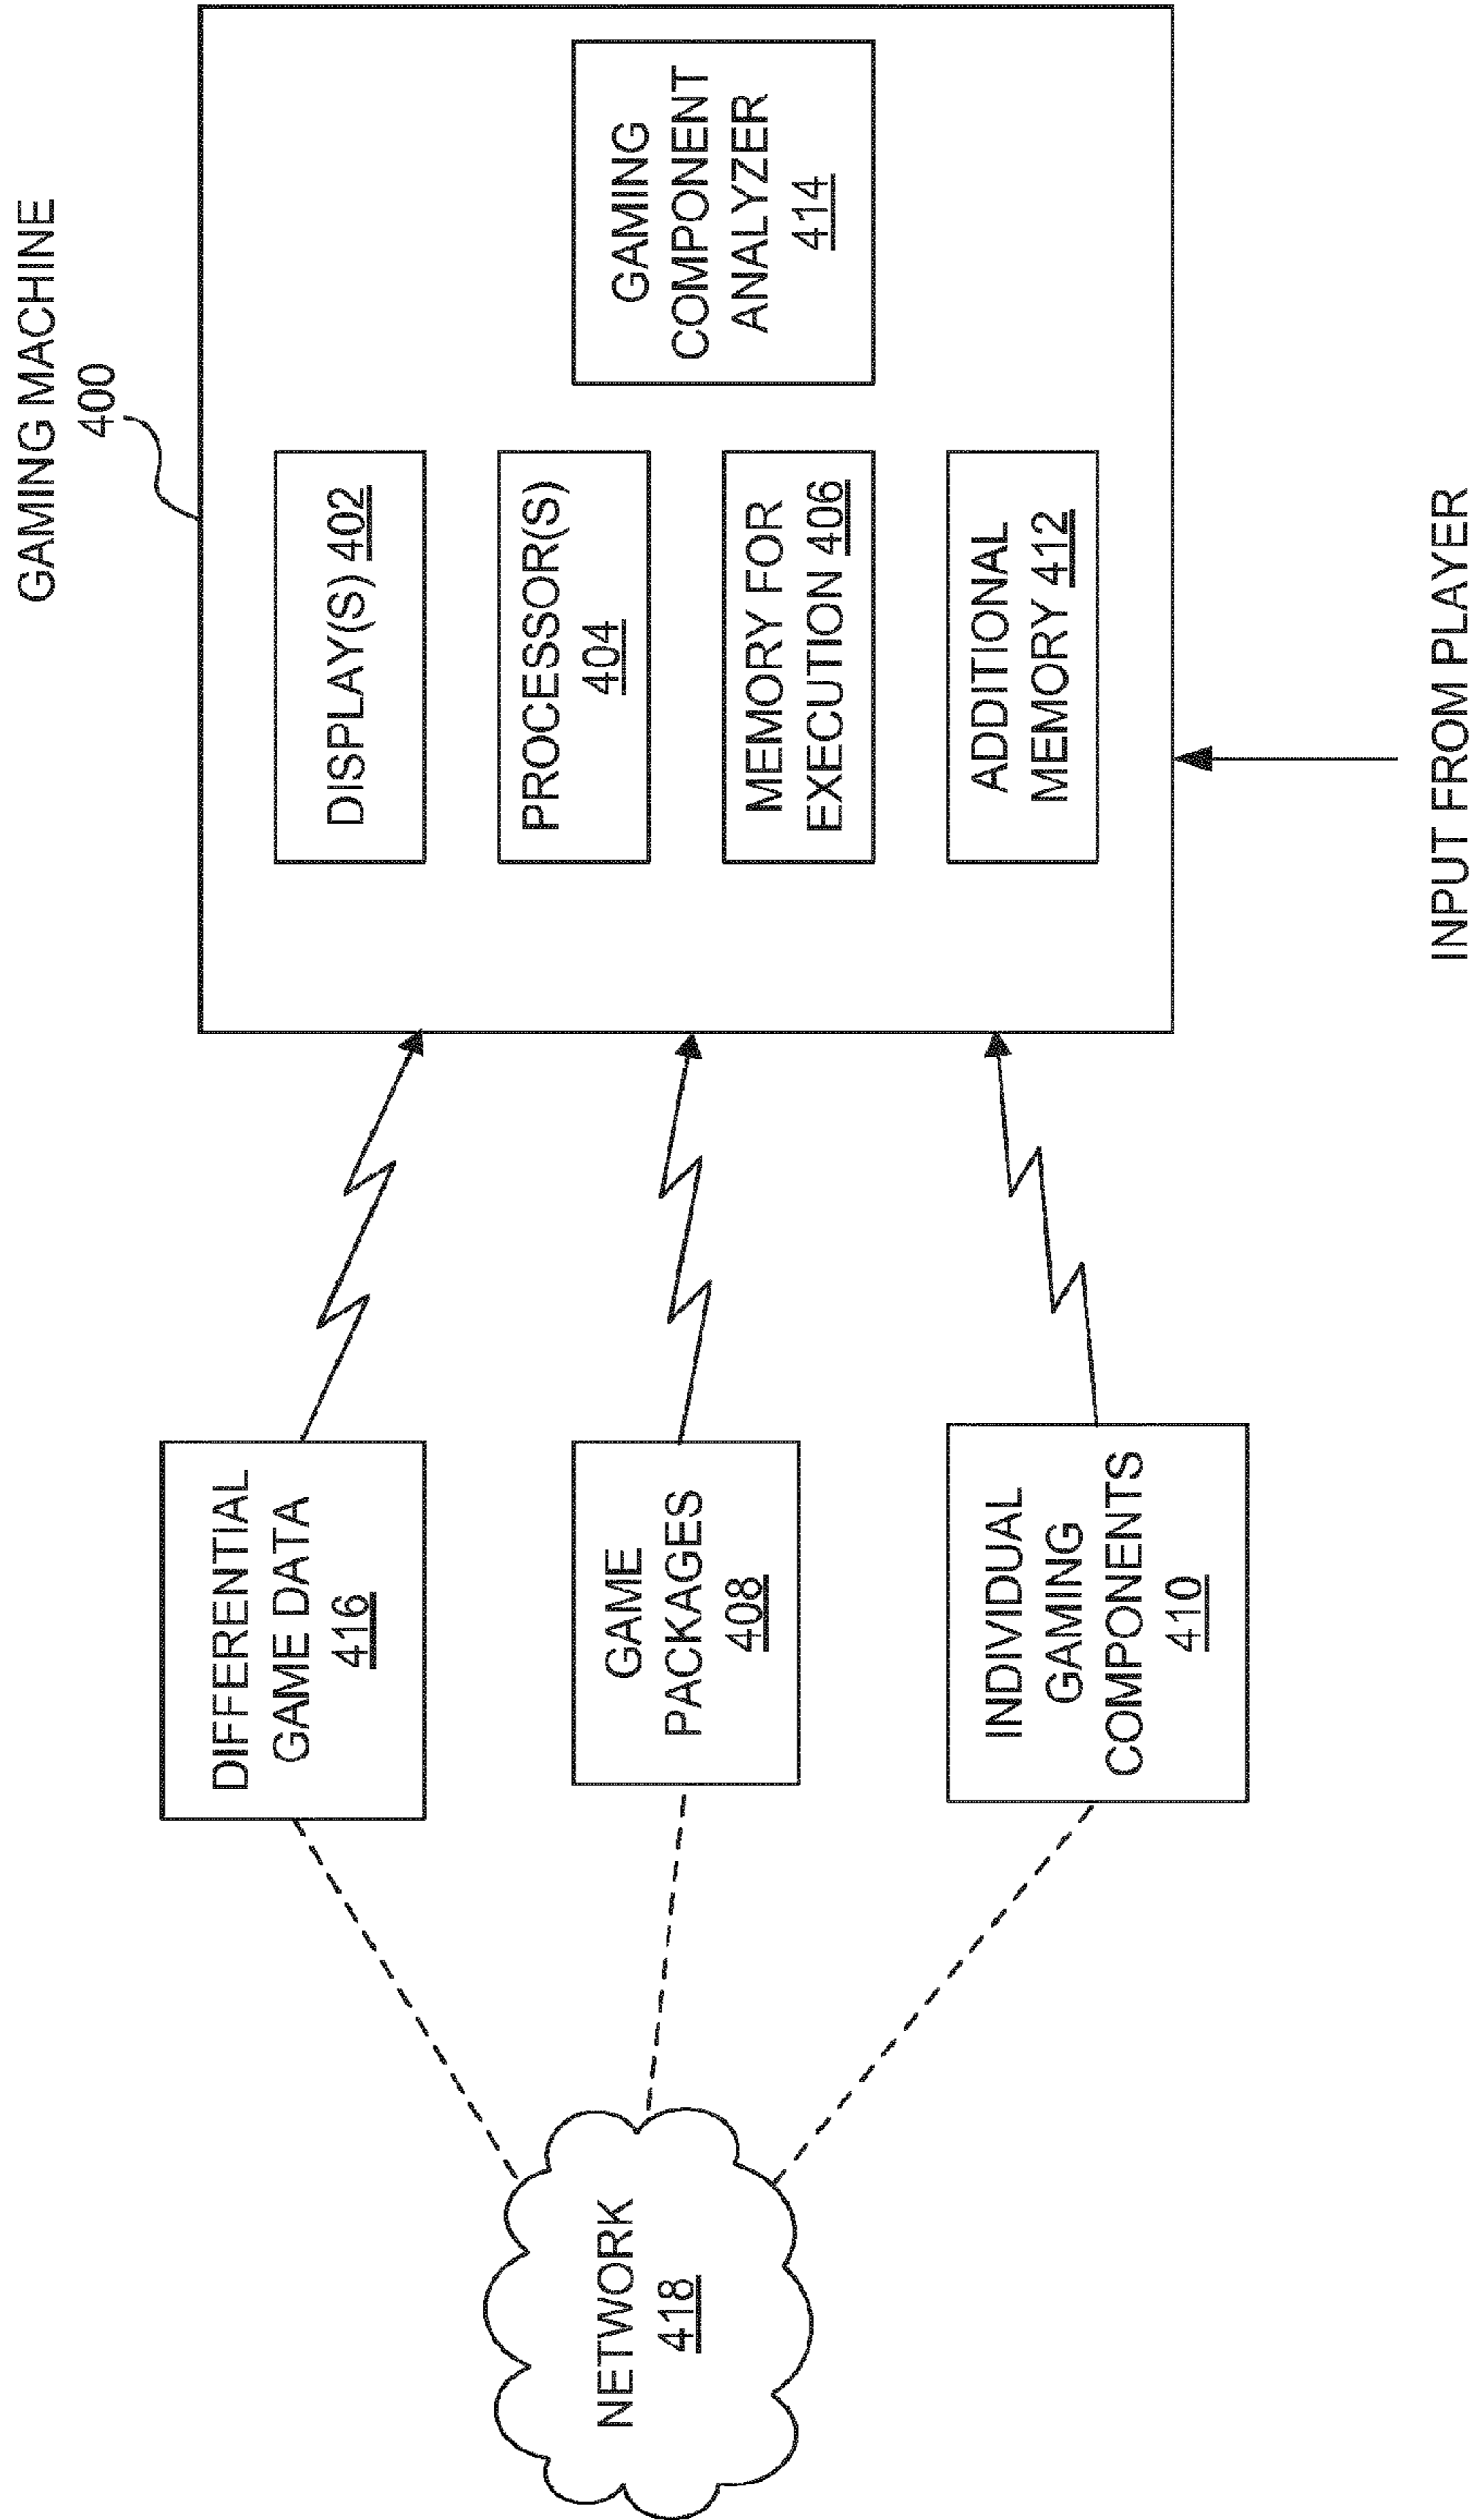 GAMING MACHINE
400
DISPLAY(S) 402
PROCESSOR(S)
404
MEMORY FOR
EXECUTION 406
ADDITIONAL
MEMORY 412
GAMING
COMPONENT
ANALYZER
414
DIFFERENTIAL
GAME DATA
416
GAME
PACKAGES
408
INDIVIDUAL
GAMING
COMPONENTS
410
NETWORK
418
INPUT FROM PLAYER